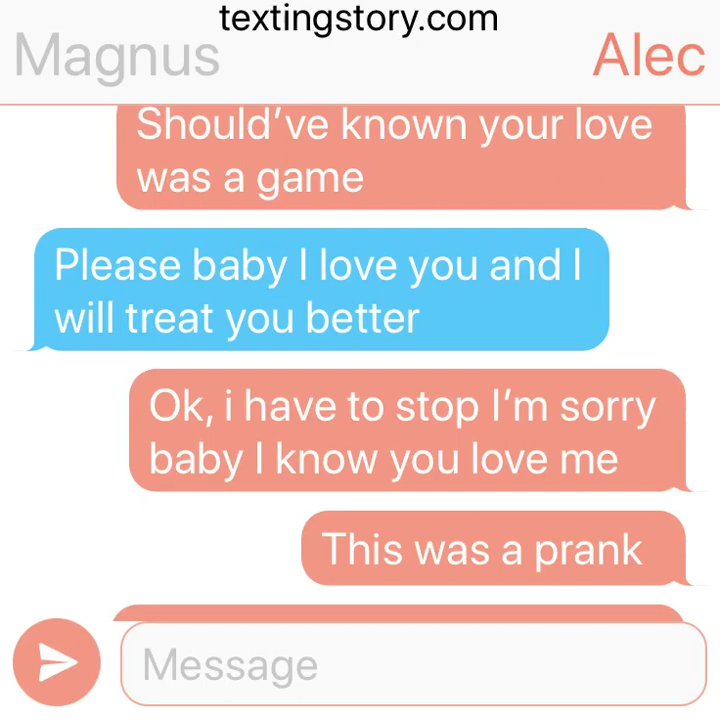 textingstory.com
Magnus
Alec
Should've known your love
was a game
Please baby I love you and I
will treat you better
Ok, i have to stop I'm sorry
baby I know you love me
This was a prank
Message